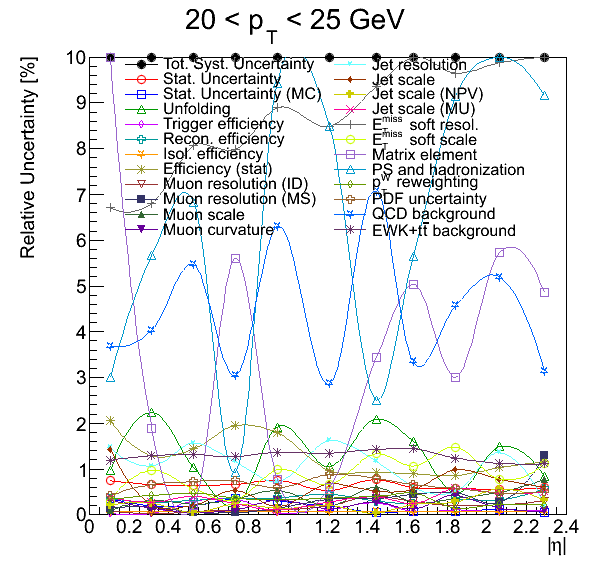 20 < p_T < 25 GeV
Relative Uncertainty [%]
10
9
8
7
6
5
4
3
2
1
0
Tot. Syst. Uncertainty
Stat. Uncertainty
Stat. Uncertainty (MC)
Unfolding
Trigger efficiency
Recon. efficiency
Isol. efficiency
Efficiency (stat)
Muon resolution (ID)
Muon resolution (MS)
Muon scale
Muon curvature
Jet resolution
Jet scale
Jet scale (NPV)
Jet scale (MU)
E_T^miss soft resol.
E_T^miss soft scale
Matrix element
PS and hadronization
p_T^W reweighting
PDF uncertainty
QCD background
EWK+tt̄ background
0 0.2 0.4 0.6 0.8 1 1.2 1.4 1.6 1.8 2 2.2 2.4
|η|